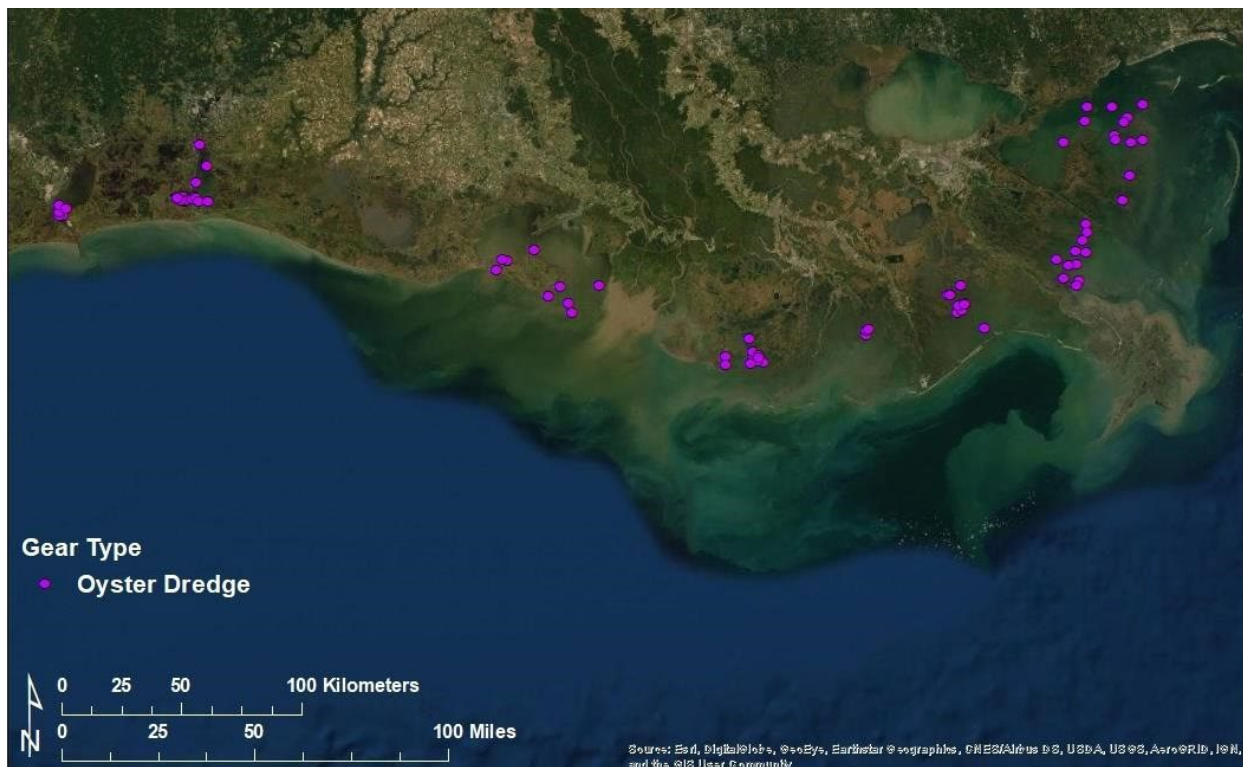 Gear Type
Oyster Dredge
0 25 50 100 Kilometers
0 25 50 100 Miles
N
Source: Esri, DigitalGlobe, GeoEye, Earthstar Geographics, CNES/Airbus DS, USDA, USGS, AeroGRID, IGN,
and the GIS User Community